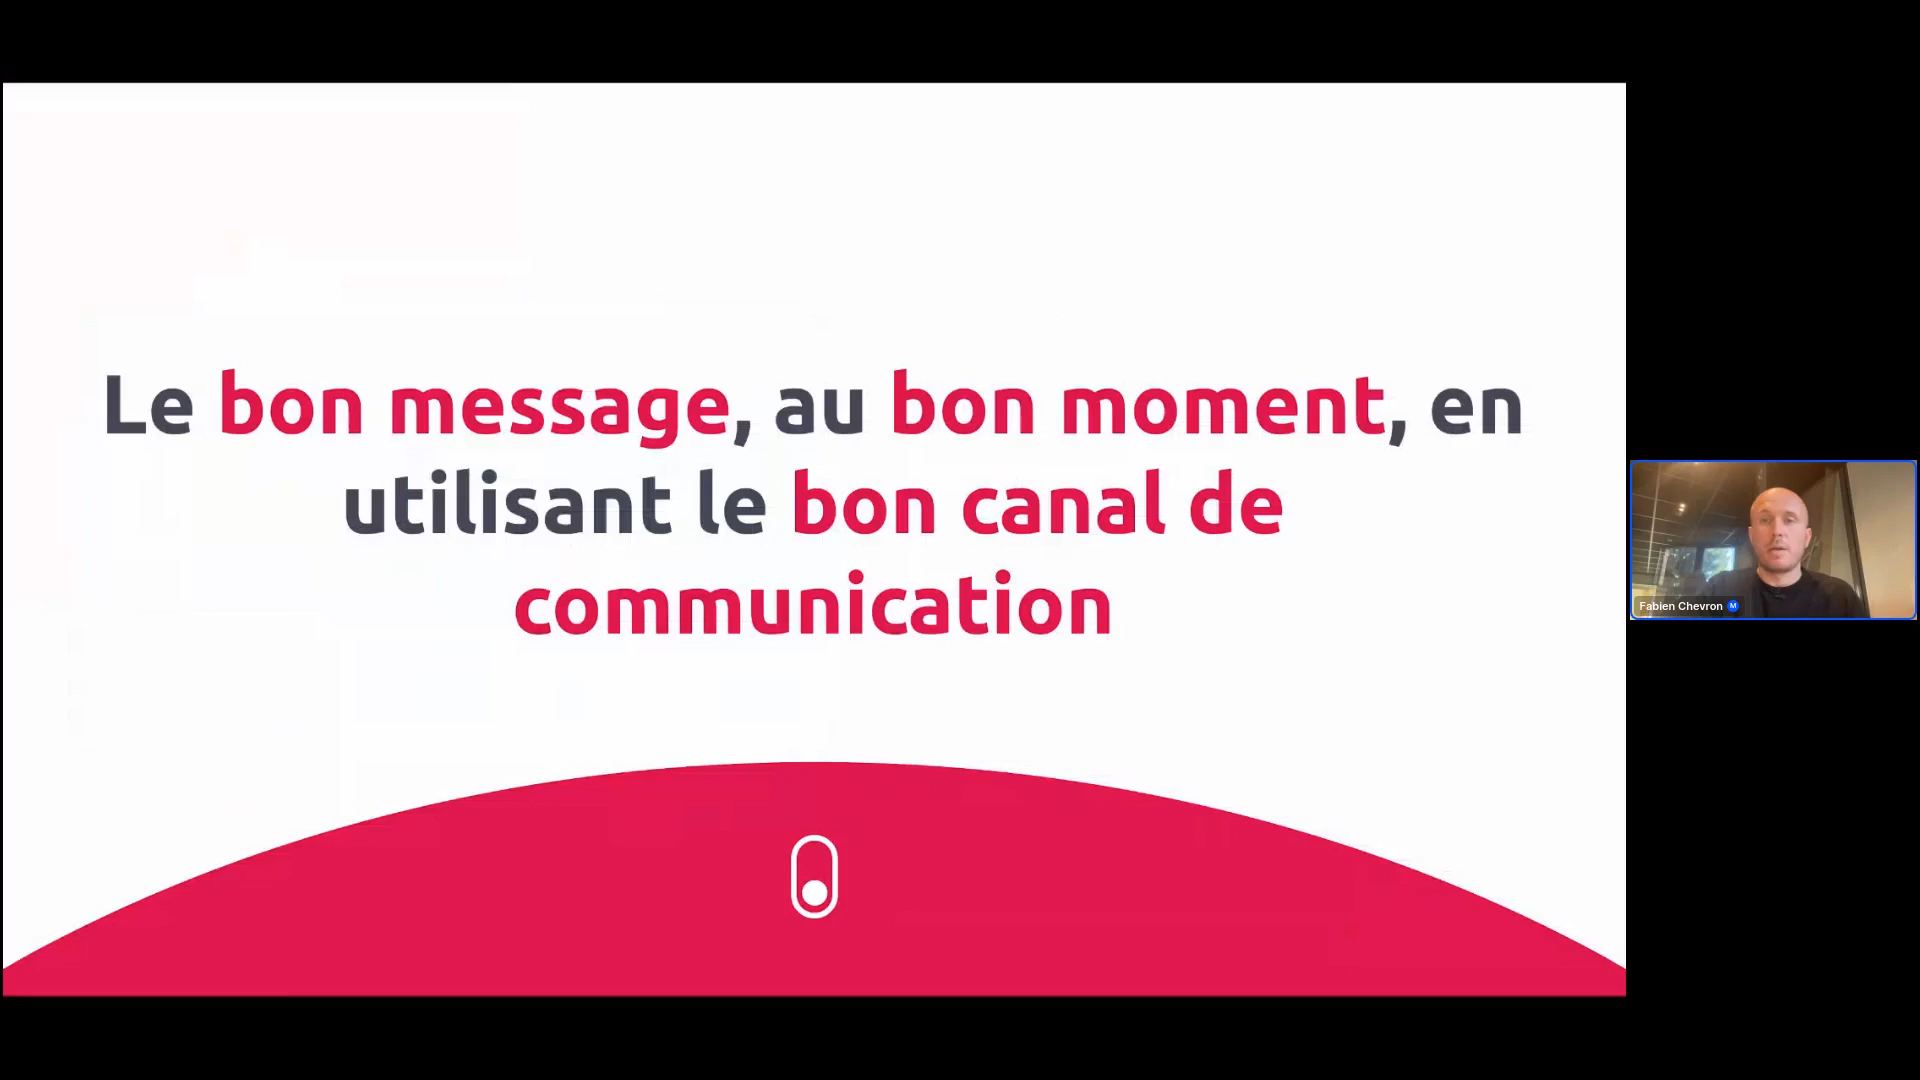 Le bon message, au bon moment, en
utilisant le bon canal de
communication
Fabien Chevron M